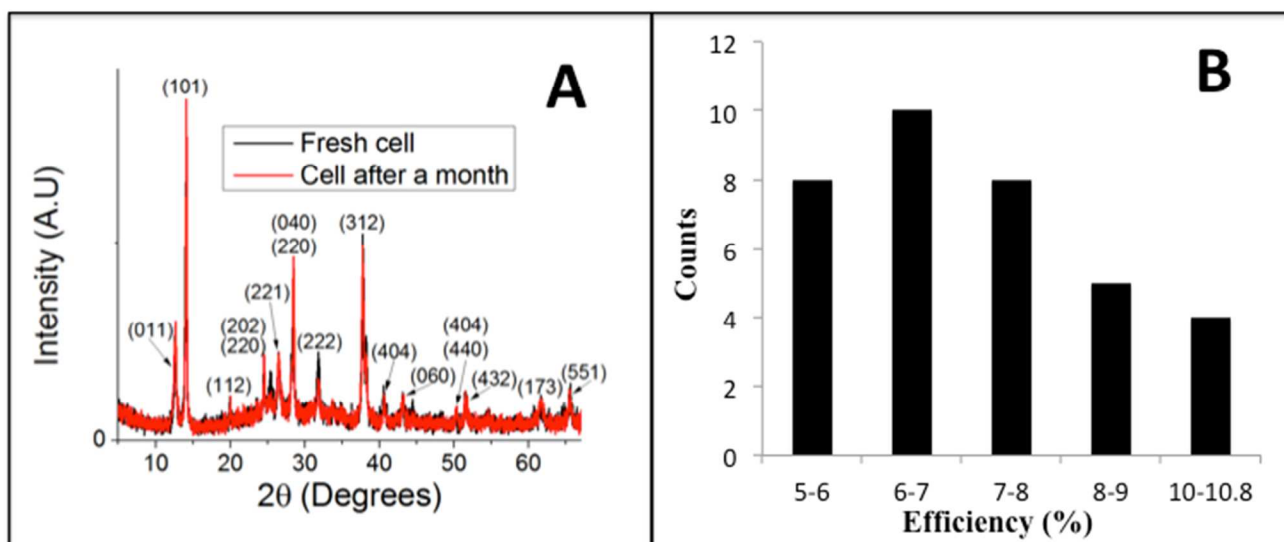 A
(101)
Fresh cell
Cell after a month
(040)
(220)
(312)
(221)
(011)
(202)
(220)
(222)
(404)
(404)
(440)
(112)
(060)
(432)
(173)
(551)
Intensity (A.U)
0
10 20 30 40 50 60
2θ (Degrees)
B
12
10
8
6
4
2
0
Counts
5-6 6-7 7-8 8-9 10-10.8
Efficiency (%)